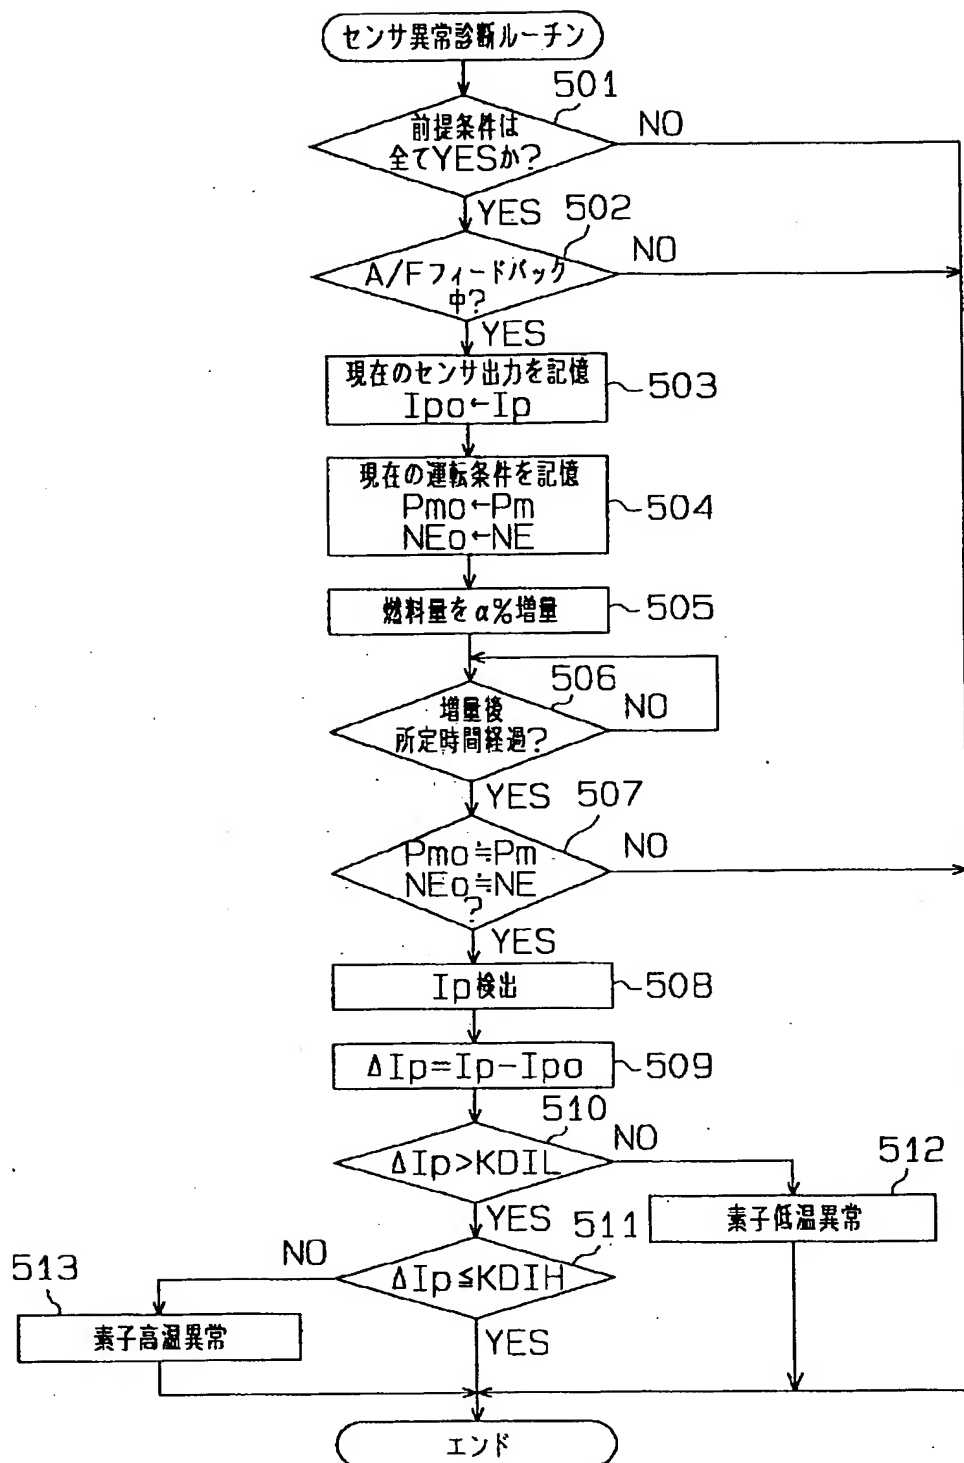 センサ異常診断ルーチン
501
前提条件は
全てYESか?
NO
YES
502
A/Fフィードバック
中?
NO
YES
現在のセンサ出力を記憶
Ipo←Ip
503
現在の運転条件を記憶
Pmo←Pm
NEo←NE
504
燃料量をα%増量
505
506
増量後
所定時間経過?
NO
YES
507
Pmo≒Pm
NEo≒NE
?
NO
YES
Ip検出
508
ΔIp=Ip-Ipo
509
510
ΔIp>KDIL
NO
512
素子低温異常
YES
511
ΔIp≦KDIH
NO
513
素子高温異常
YES
エンド